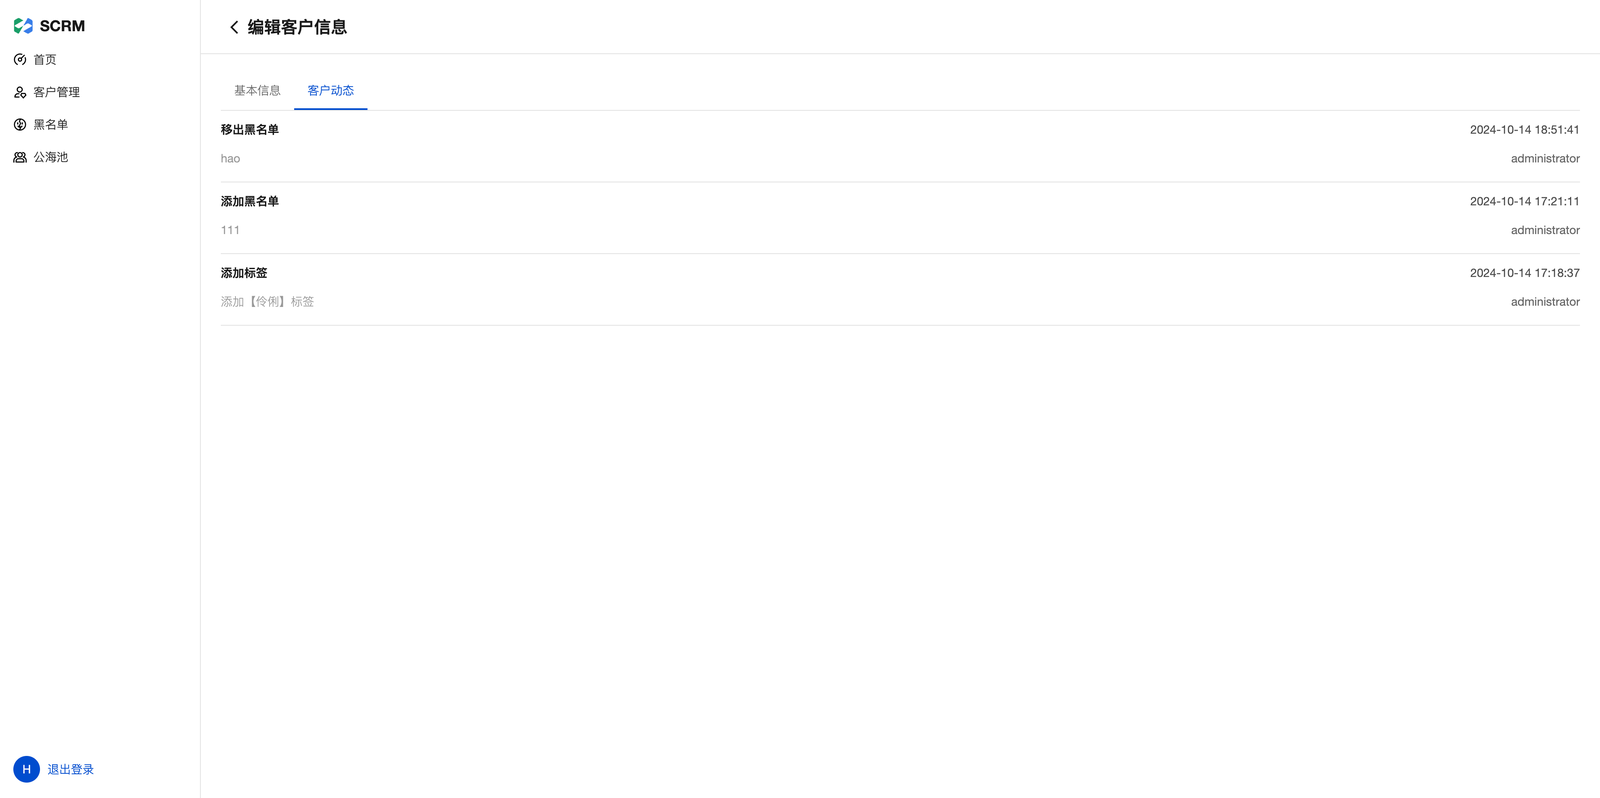 SCRM
首页
客户管理
黑名单
公海池
编辑客户信息
基本信息 客户动态
移出黑名单 2024-10-14 18:51:41
hao administrator
添加黑名单 2024-10-14 17:21:11
111 administrator
添加标签 2024-10-14 17:18:37
添加【伶俐】标签 administrator
H 退出登录